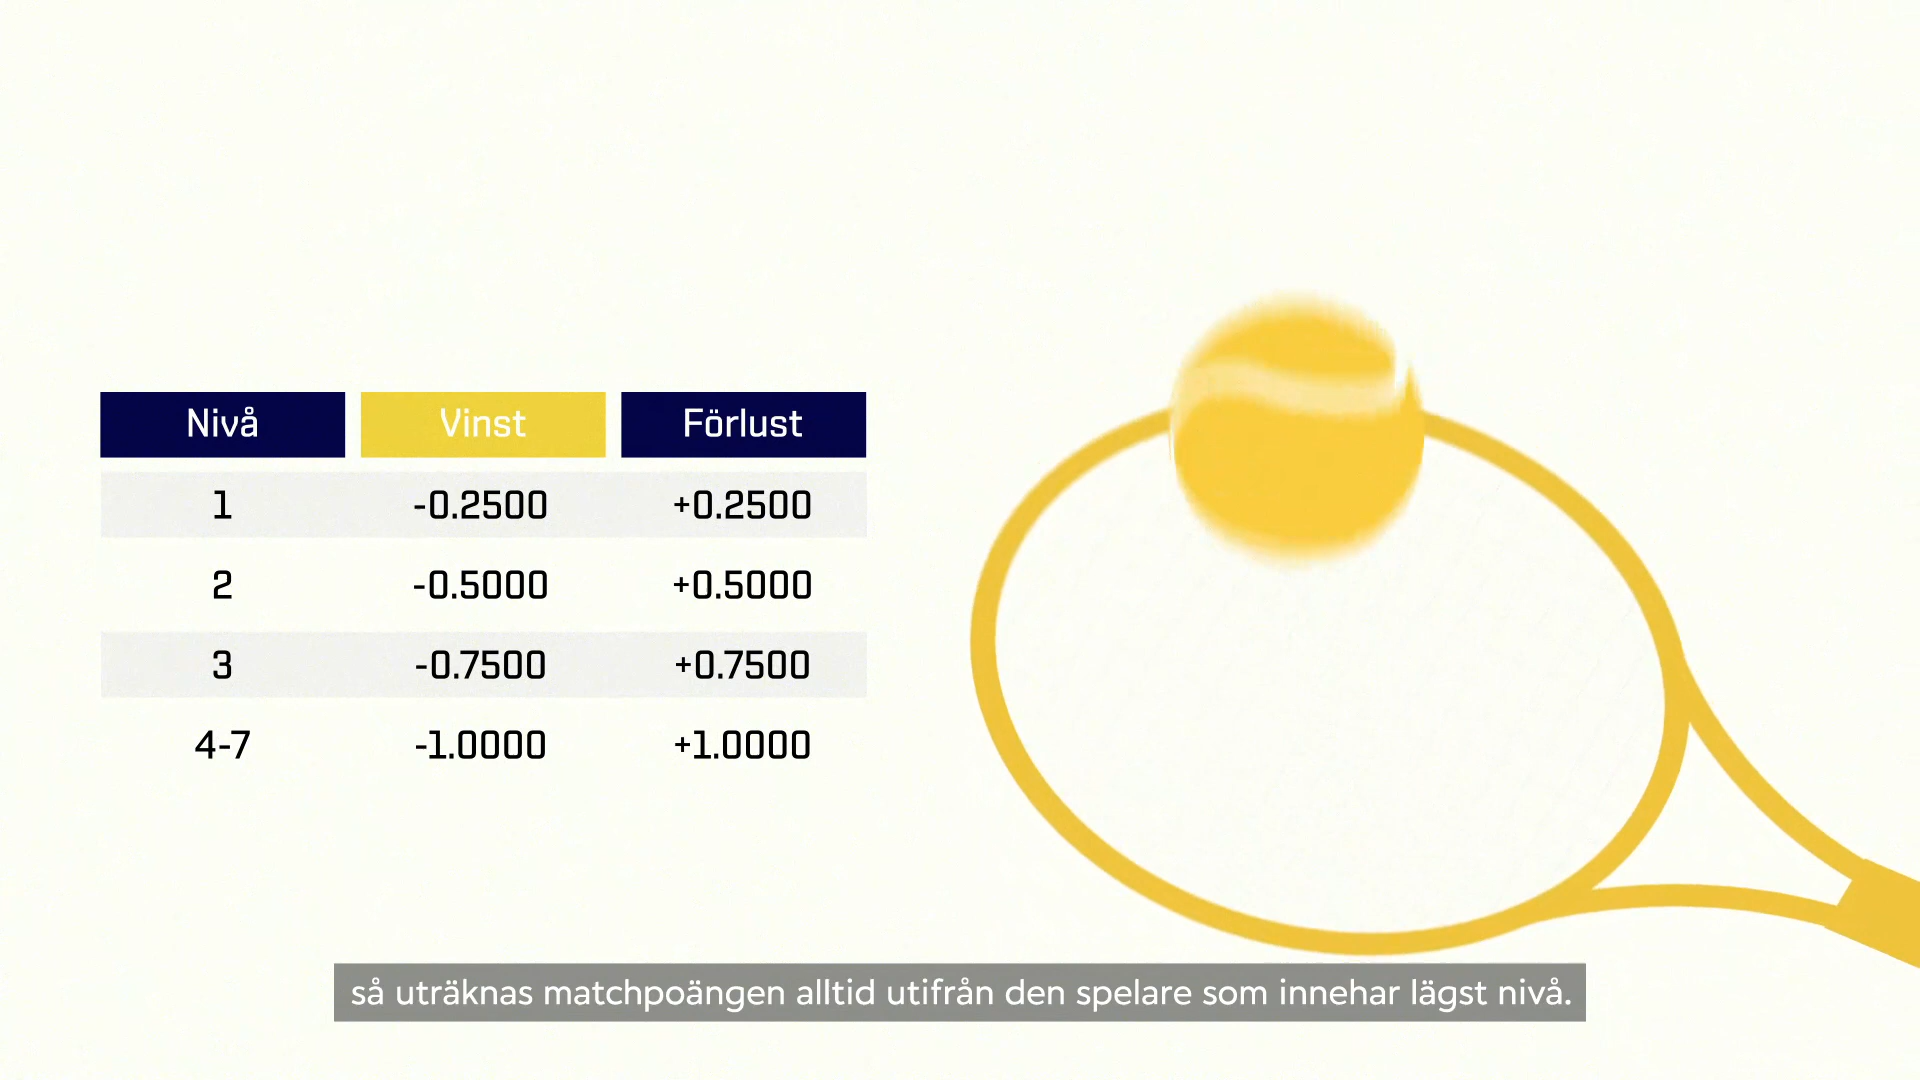 Nivå Vinst Förlust
1 -0.2500 +0.2500
2 -0.5000 +0.5000
3 -0.7500 +0.7500
4-7 -1.0000 +1.0000
så uträknas matchpoängen alltid utifrån den spelare som innehar lägst nivå.